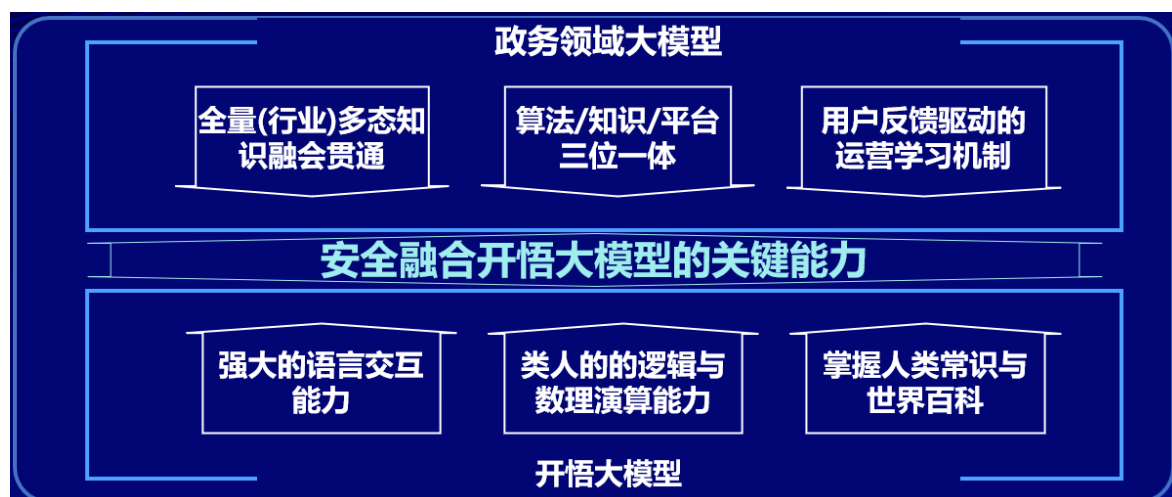 政务领域大模型
全量(行业)多态知
识融会贯通
算法/知识/平台
三位一体
用户反馈驱动的
运营学习机制
安全融合开悟大模型的关键能力
强大的语言交互
能力
类人的的逻辑与
数理演算能力
掌握人类常识与
世界百科
开悟大模型